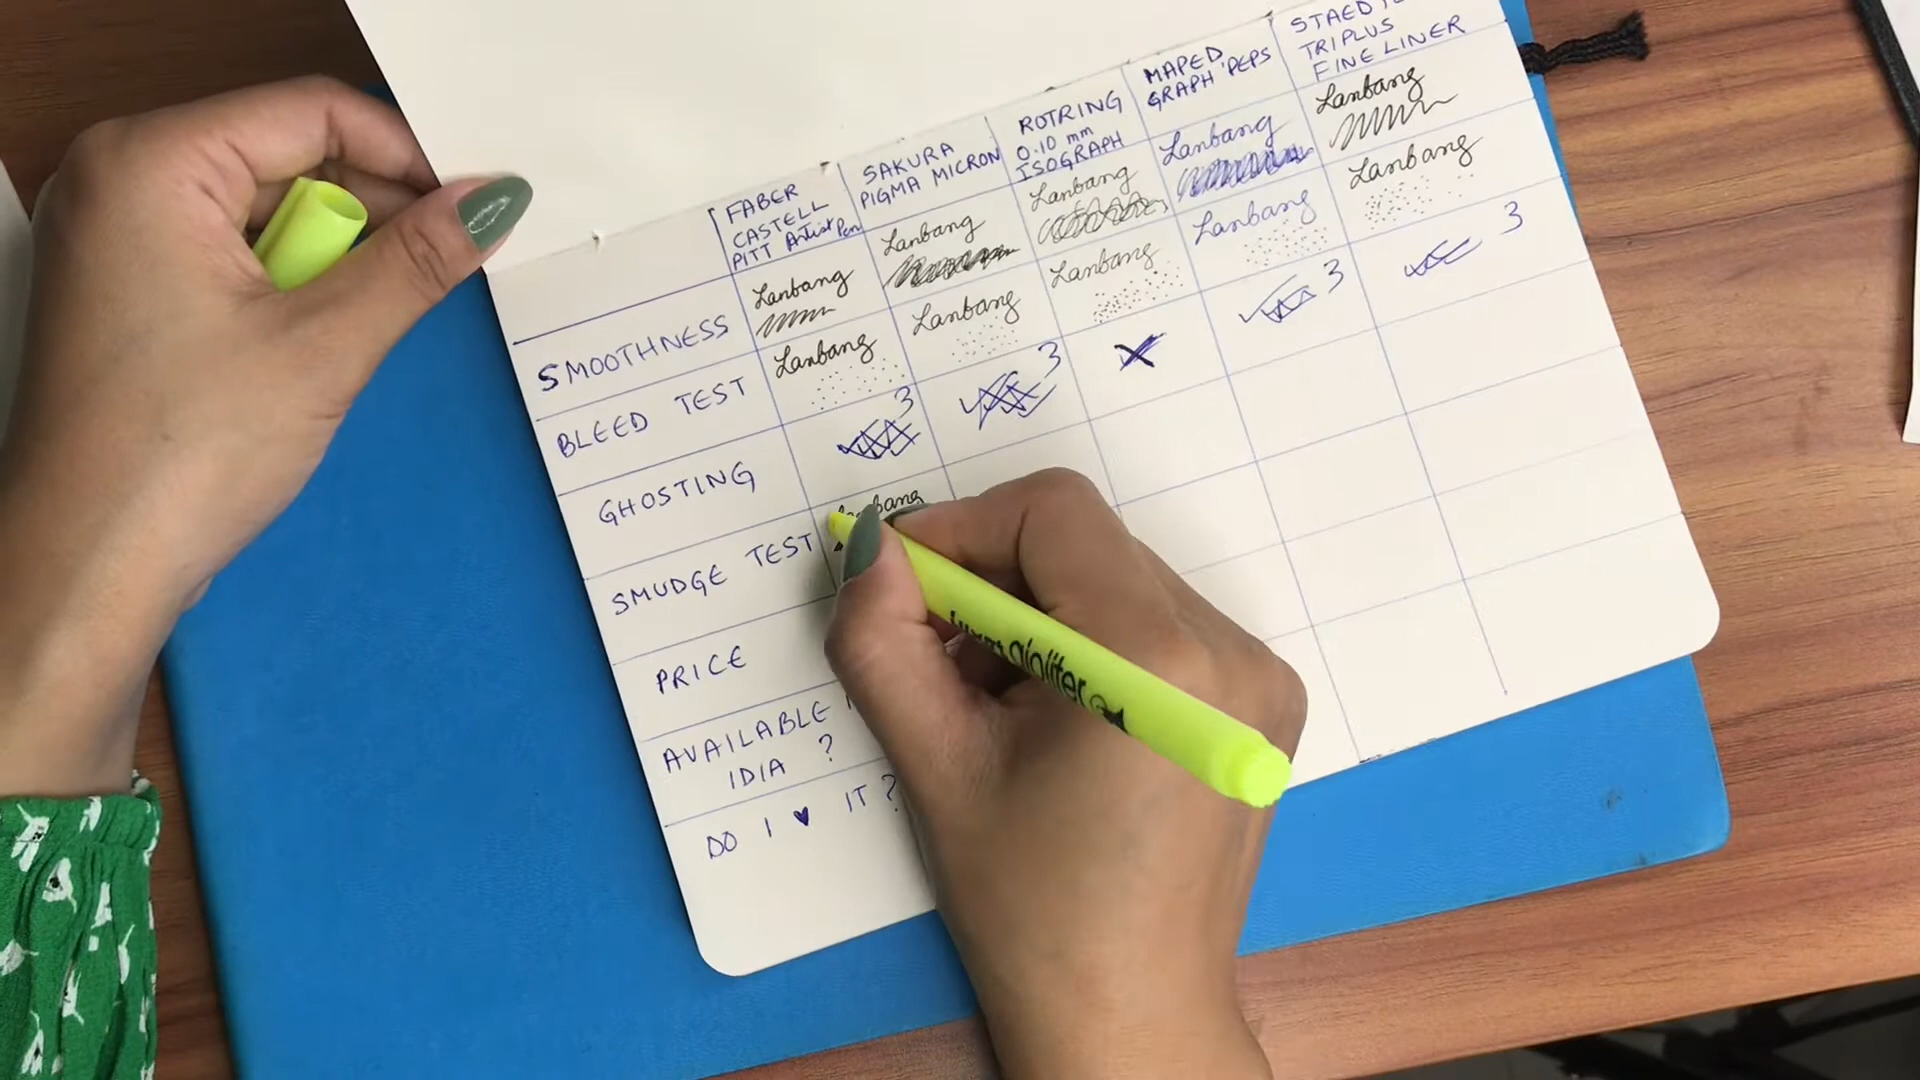 FABER
CASTELL
PITT Artist Pen
SAKURA
PIGMA MICRON
ROTRING
0.10 mm
ISOGRAPH
MAPED
GRAPH'PEPS
TRIPLUS
FINE LINER
SMOOTHNESS
Lanbang
Lanbang
Lanbang
Lanbang
Lanbang
BLEED TEST
Lanbang
Lanbang
Lanbang
Lanbang
Lanbang
GHOSTING
3
3
X
3
3
SMUDGE TEST
PRICE
AVAILABLE
IDIA ?
DO I ♥ IT ?